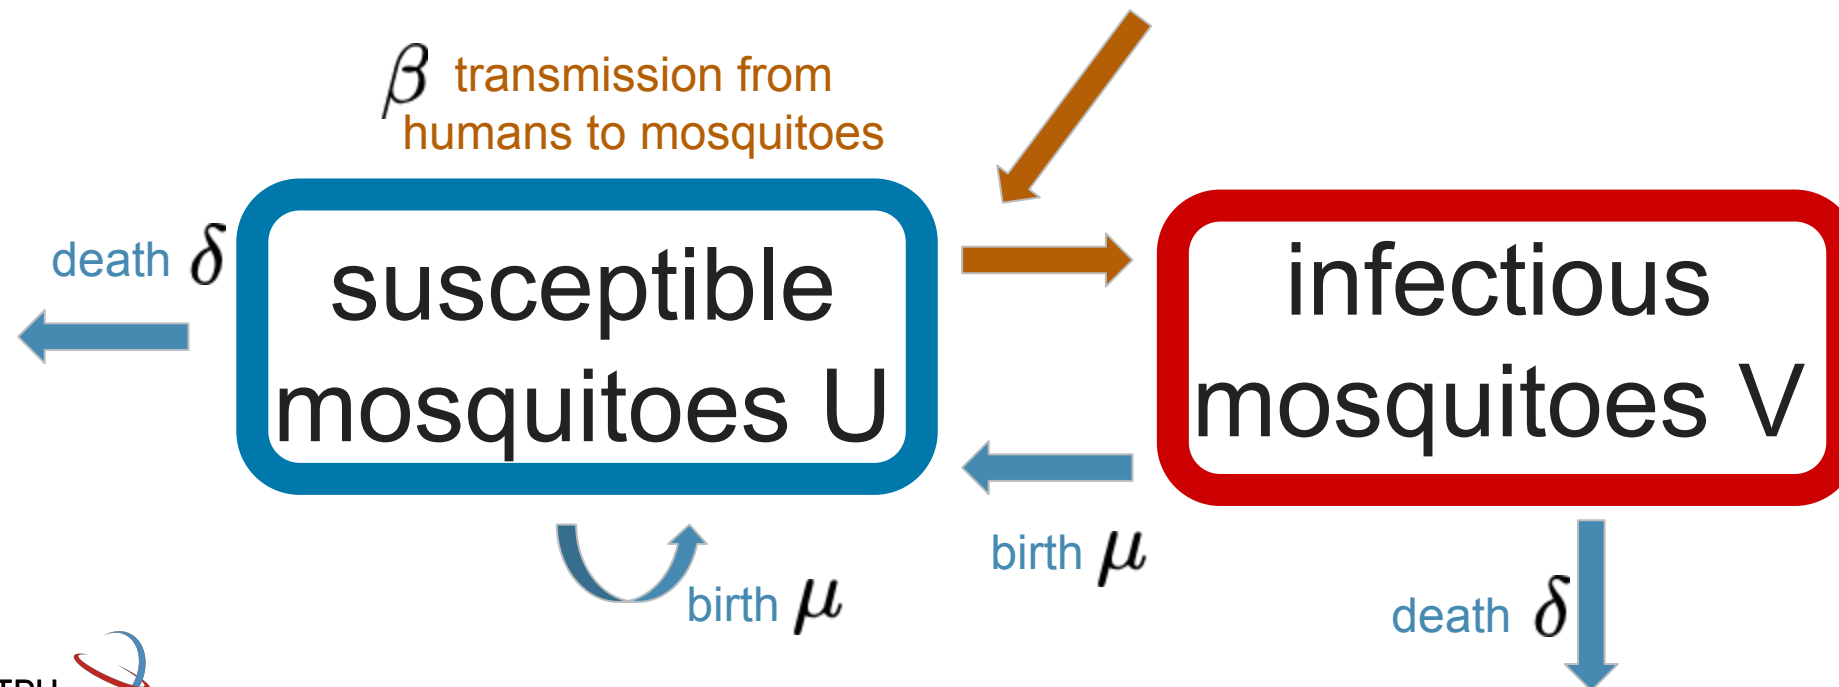 β transmission from
humans to mosquitoes
death δ
susceptible
mosquitoes U
infectious
mosquitoes V
birth μ
birth μ
death δ